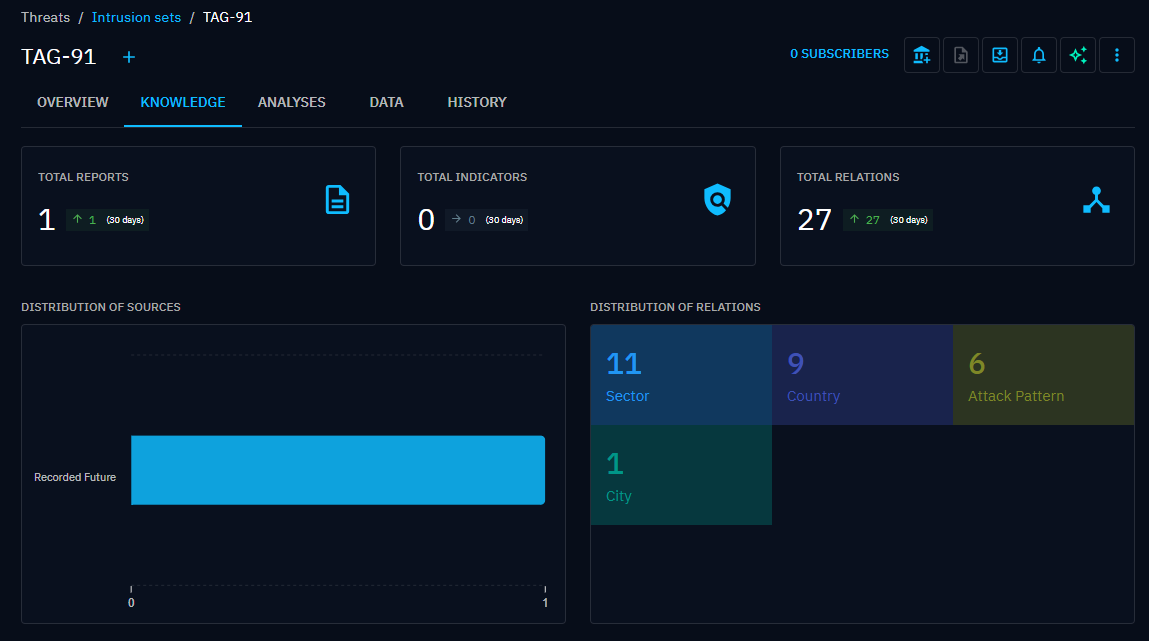 Threats / Intrusion sets / TAG-91
TAG-91 +
0 SUBSCRIBERS
OVERVIEW KNOWLEDGE ANALYSES DATA HISTORY
TOTAL REPORTS
1 ↑ 1 (30 days)
TOTAL INDICATORS
0 → 0 (30 days)
TOTAL RELATIONS
27 ↑ 27 (30 days)
DISTRIBUTION OF SOURCES
Recorded Future
0 1
DISTRIBUTION OF RELATIONS
11
Sector
9
Country
6
Attack Pattern
1
City